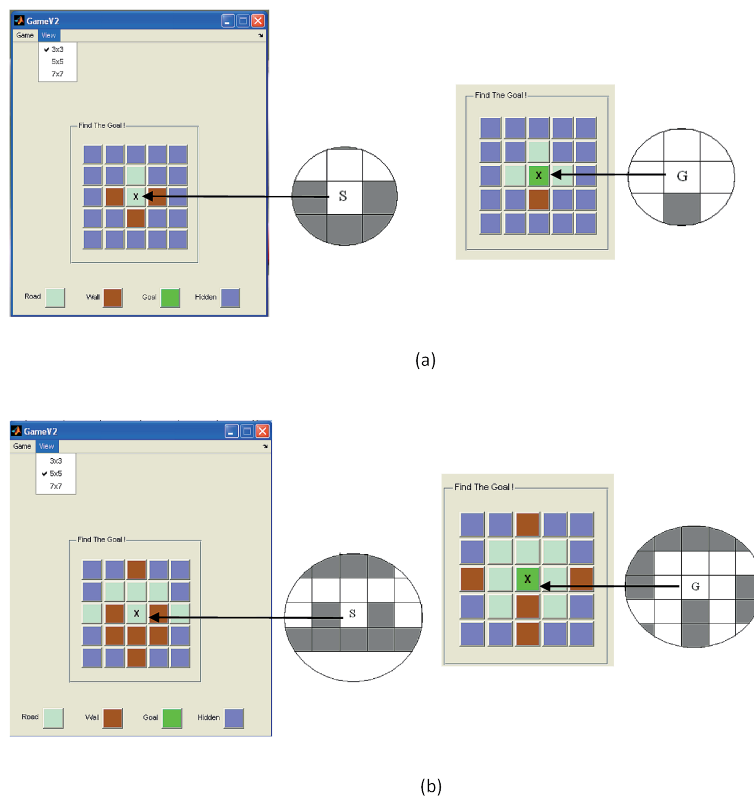 GameV2
Game View
✔ 3x3
5x5
7x7
Find The Goal !
X
S
Road Wall Goal Hidden
Find The Goal !
X
G
(a)
GameV2
Game View
3x3
✔ 5x5
7x7
Find The Goal !
X
S
Road Wall Goal Hidden
Find The Goal !
X
G
(b)